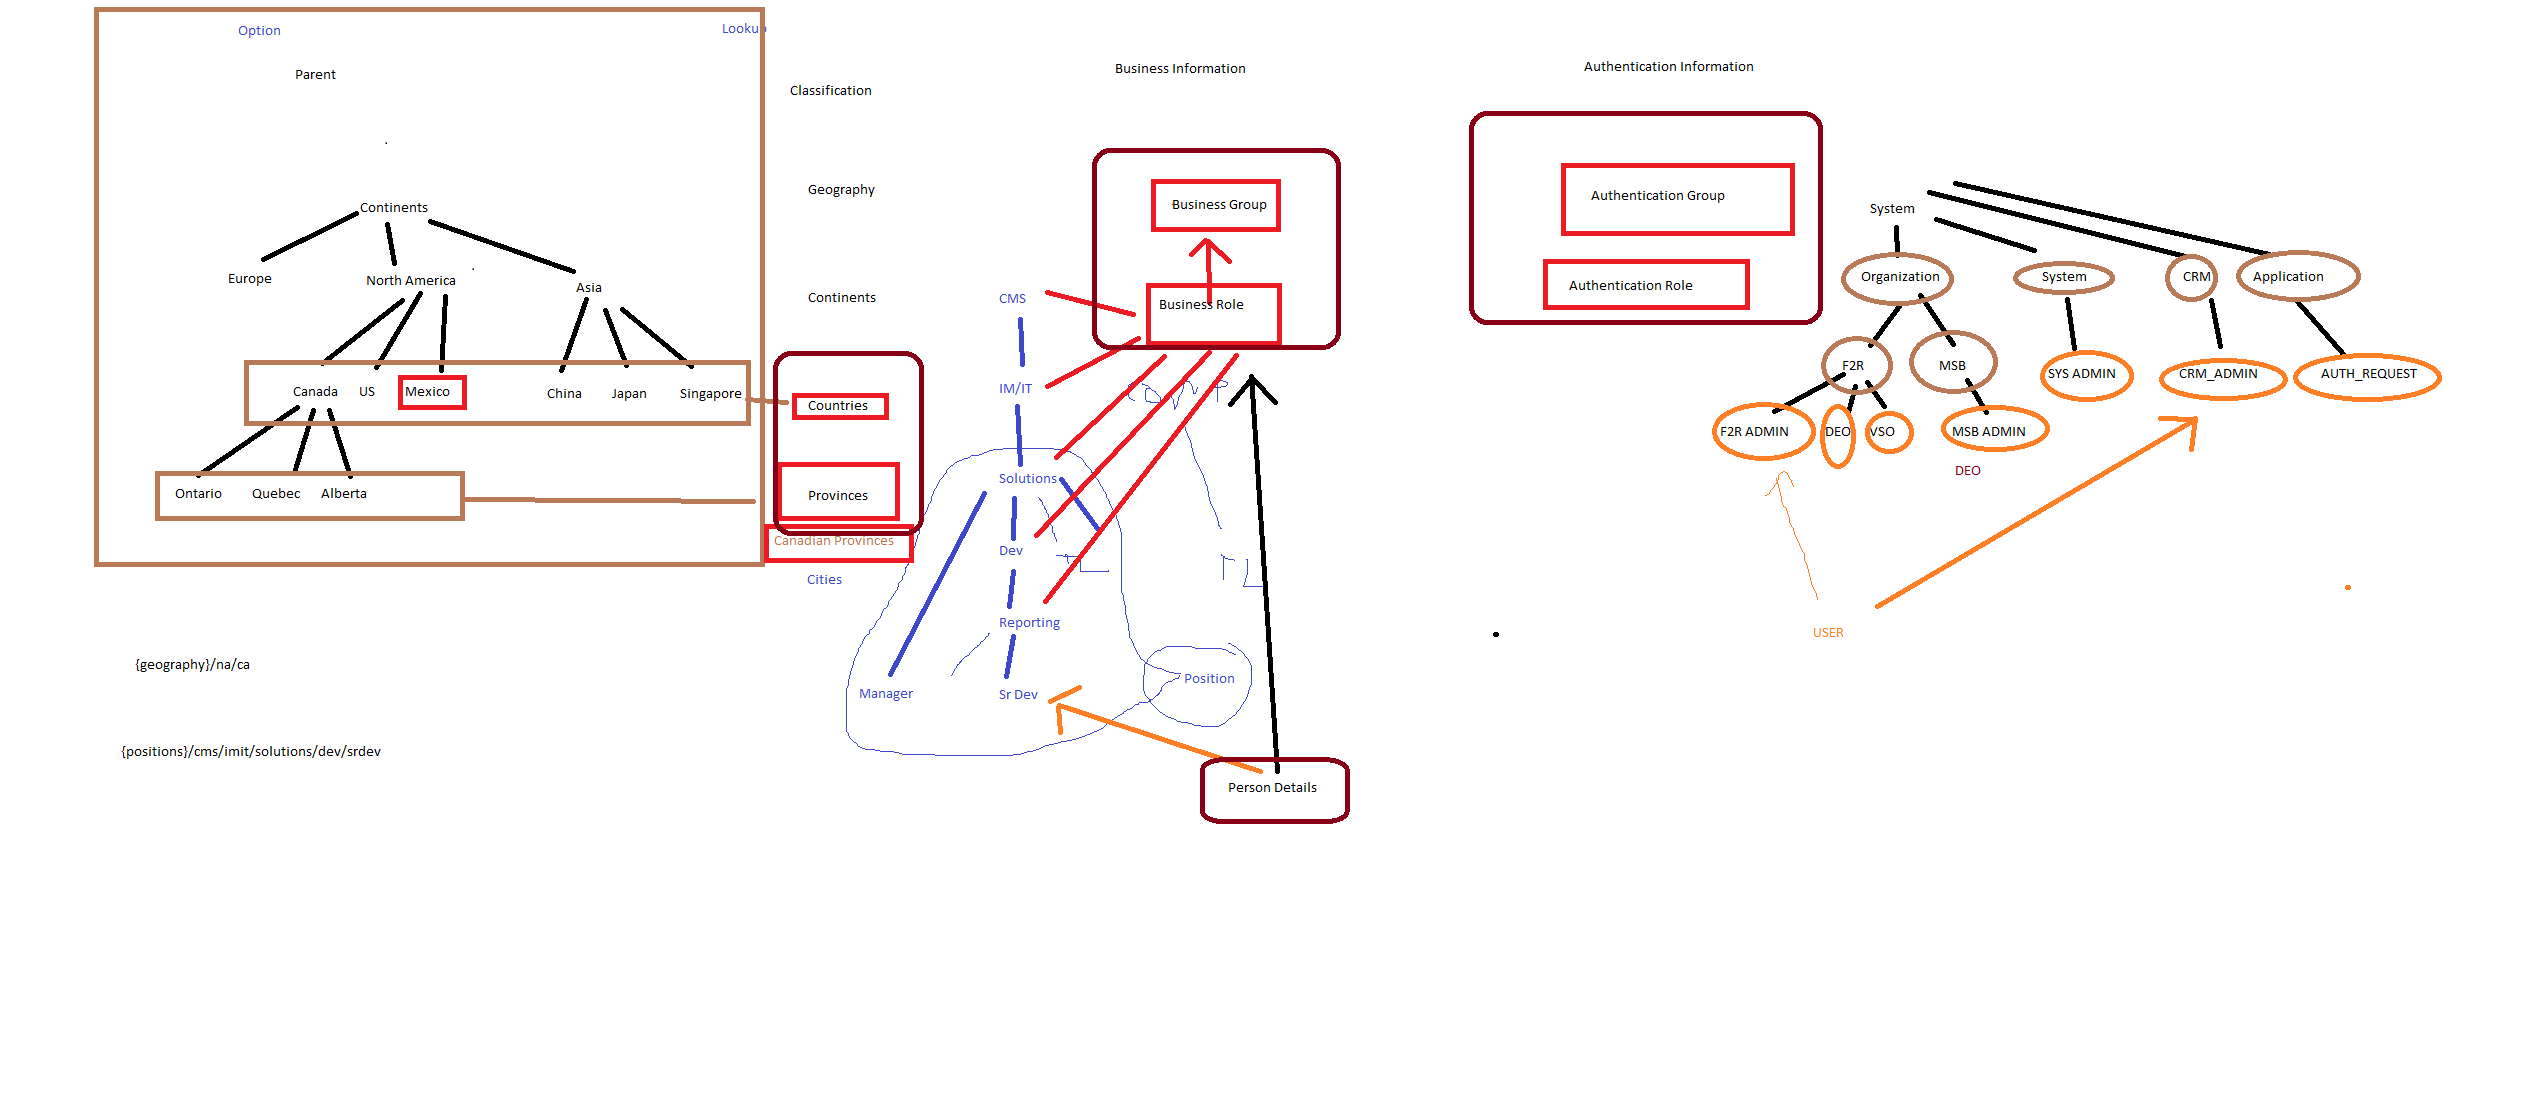 Option
Lookup
Parent
Classification
Geography
Continents
Europe
North America
Asia
Continents
Canada
US
Mexico
China
Japan
Singapore
Countries
Ontario
Quebec
Alberta
Provinces
Canadian Provinces
Cities
{geography}/na/ca
{positions}/cms/imit/solutions/dev/srdev
Business Information
Business Group
Business Role
CMS
IM/IT
Solutions
Dev
Reporting
Manager
Sr Dev
Position
Person Details
Authentication Information
Authentication Group
Authentication Role
System
Organization
System
CRM
Application
F2R
MSB
SYS ADMIN
CRM_ADMIN
AUTH_REQUEST
F2R ADMIN
DEO
VSO
MSB ADMIN
DEO
USER